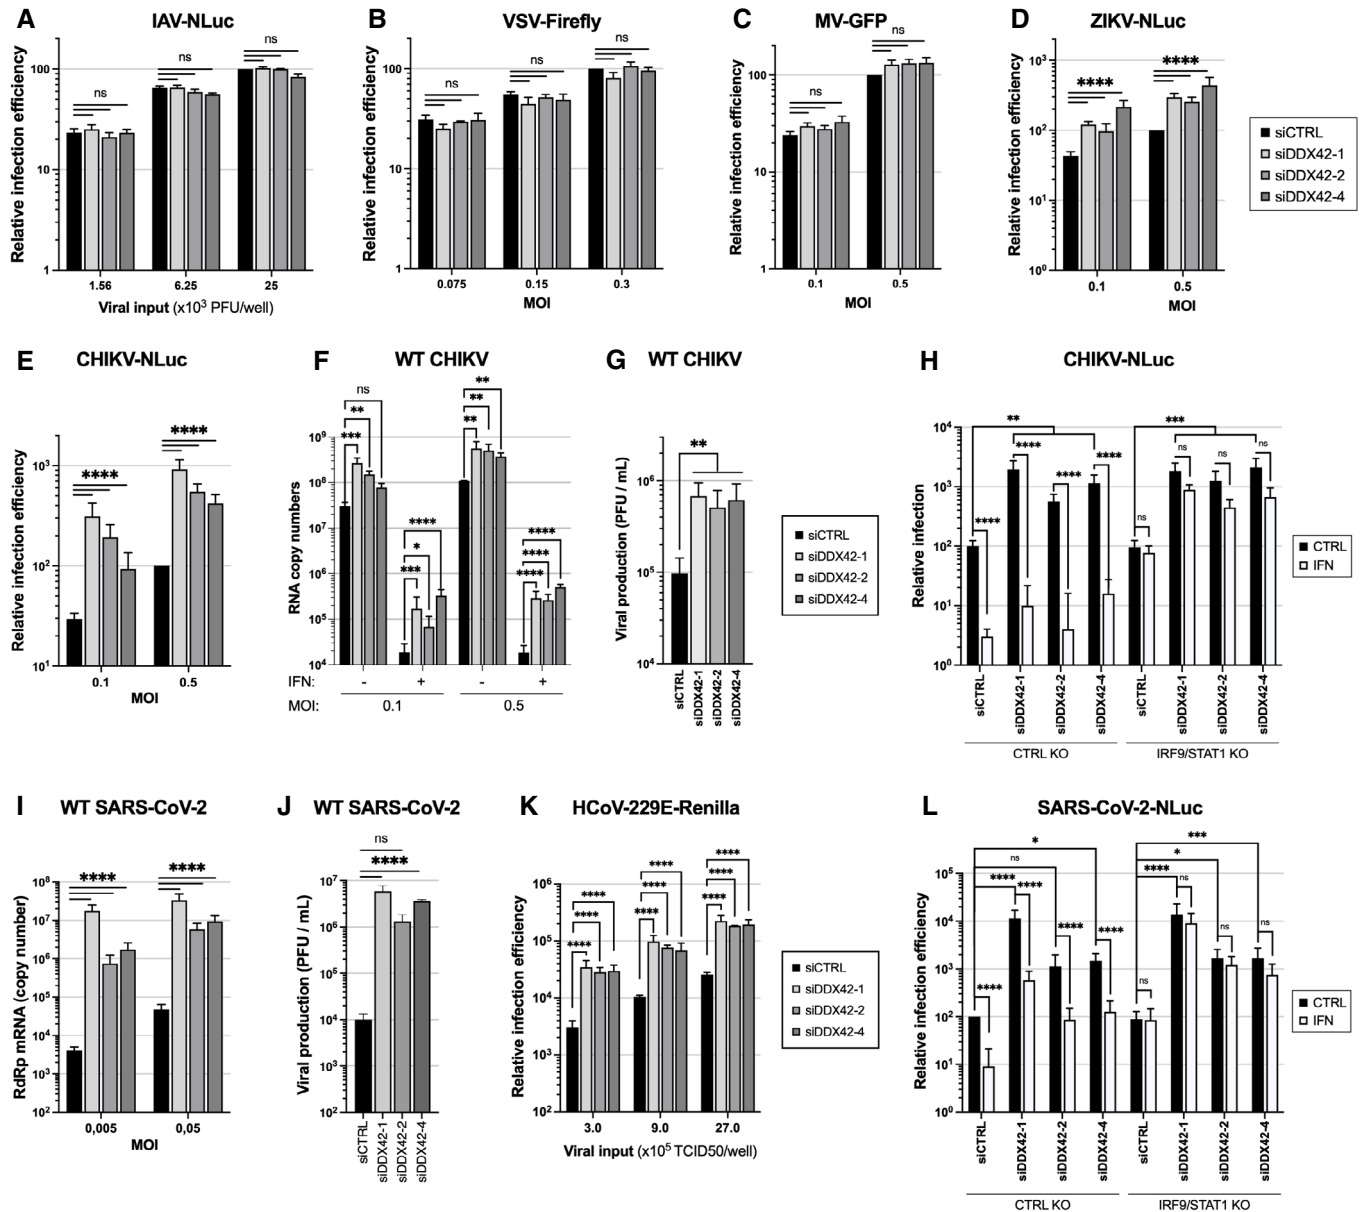 A IAV-NLuc
Relative infection efficiency
100
10
1
ns
ns
ns
1.56 6.25 25
Viral input (x10³ PFU/well)
B VSV-Firefly
Relative infection efficiency
100
10
1
ns
ns
ns
0.075 0.15 0.3
MOI
C MV-GFP
Relative infection efficiency
100
10
1
ns
ns
0.1 0.5
MOI
D ZIKV-NLuc
Relative infection efficiency
10³
10²
10¹
10⁰
****
****
0.1 0.5
MOI
siCTRL
siDDX42-1
siDDX42-2
siDDX42-4
E CHIKV-NLuc
Relative infection efficiency
10³
10²
10¹
****
****
0.1 0.5
MOI
F WT CHIKV
RNA copy numbers
10⁹
10⁸
10⁷
10⁶
10⁵
10⁴
ns
**
***
****
*
***
**
**
**
****
****
****
IFN: - + - +
MOI: 0.1 0.5
G WT CHIKV
Viral production (PFU / mL)
10⁶
10⁵
10⁴
**
siCTRL
siDDX42-1
siDDX42-2
siDDX42-4
siCTRL
siDDX42-1
siDDX42-2
siDDX42-4
H CHIKV-NLuc
Relative infection
10⁴
10³
10²
10¹
10⁰
** ***
**** **** **** ****
ns ns ns ns
siCTRL
siDDX42-1
siDDX42-2
siDDX42-4
siCTRL
siDDX42-1
siDDX42-2
siDDX42-4
CTRL KO IRF9/STAT1 KO
CTRL
IFN
I WT SARS-CoV-2
RdRp mRNA (copy number)
10⁸
10⁷
10⁶
10⁵
10⁴
10³
10²
****
****
0,005 0,05
MOI
J WT SARS-CoV-2
Viral production (PFU / mL)
10⁷
10⁶
10⁵
10⁴
10³
10²
ns
****
siCTRL
siDDX42-1
siDDX42-2
siDDX42-4
K HCoV-229E-Renilla
Relative infection efficiency
10⁶
10⁵
10⁴
10³
10²
****
****
****
****
****
****
****
****
****
3.0 9.0 27.0
Viral input (x10⁵ TCID50/well)
siCTRL
siDDX42-1
siDDX42-2
siDDX42-4
L SARS-CoV-2-NLuc
Relative infection efficiency
10⁵
10⁴
10³
10²
10¹
10⁰
*
ns
****
**** **** **** ****
***
*
****
ns ns ns ns
siCTRL
siDDX42-1
siDDX42-2
siDDX42-4
siCTRL
siDDX42-1
siDDX42-2
siDDX42-4
CTRL KO IRF9/STAT1 KO
CTRL
IFN